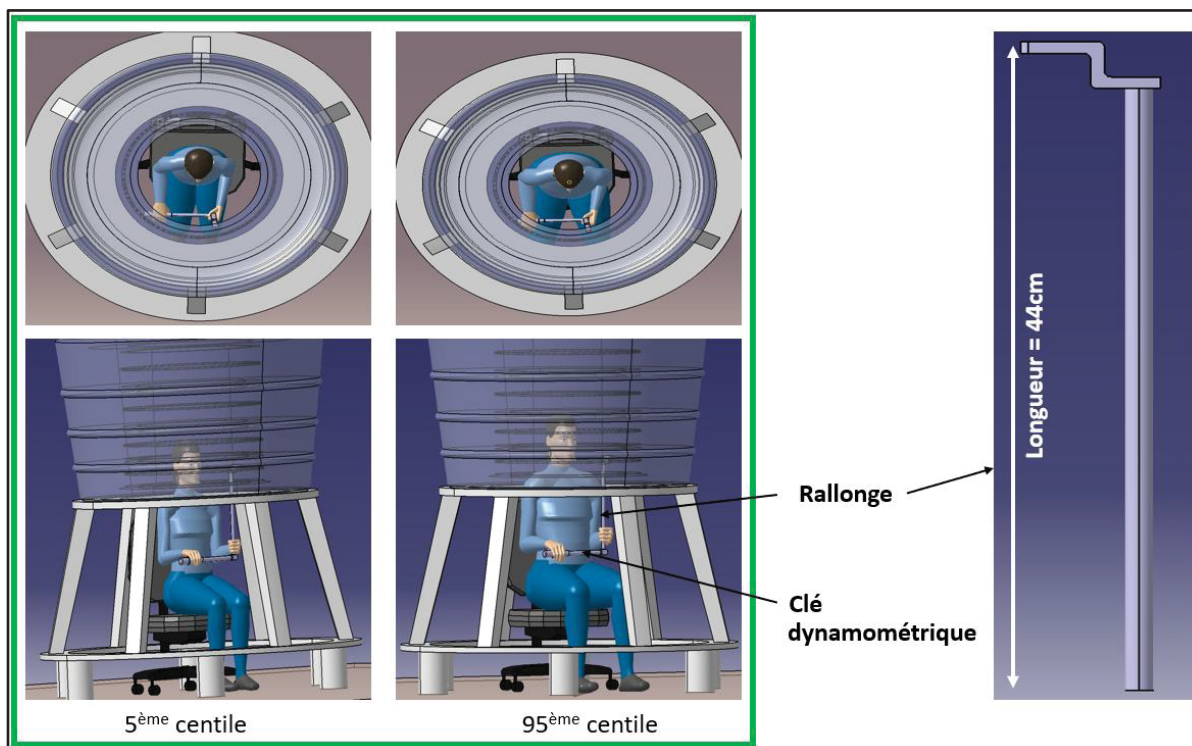 Longueur = 44cm
Rallonge
Clé
dynamométrique
5ème centile
95ème centile